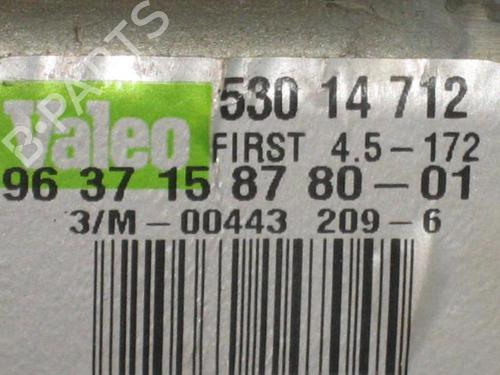 B-PARTS
Valeo
530 14 712
FIRST 4.5-172
96 37 15 87 80-01
3/M-00443 209-6